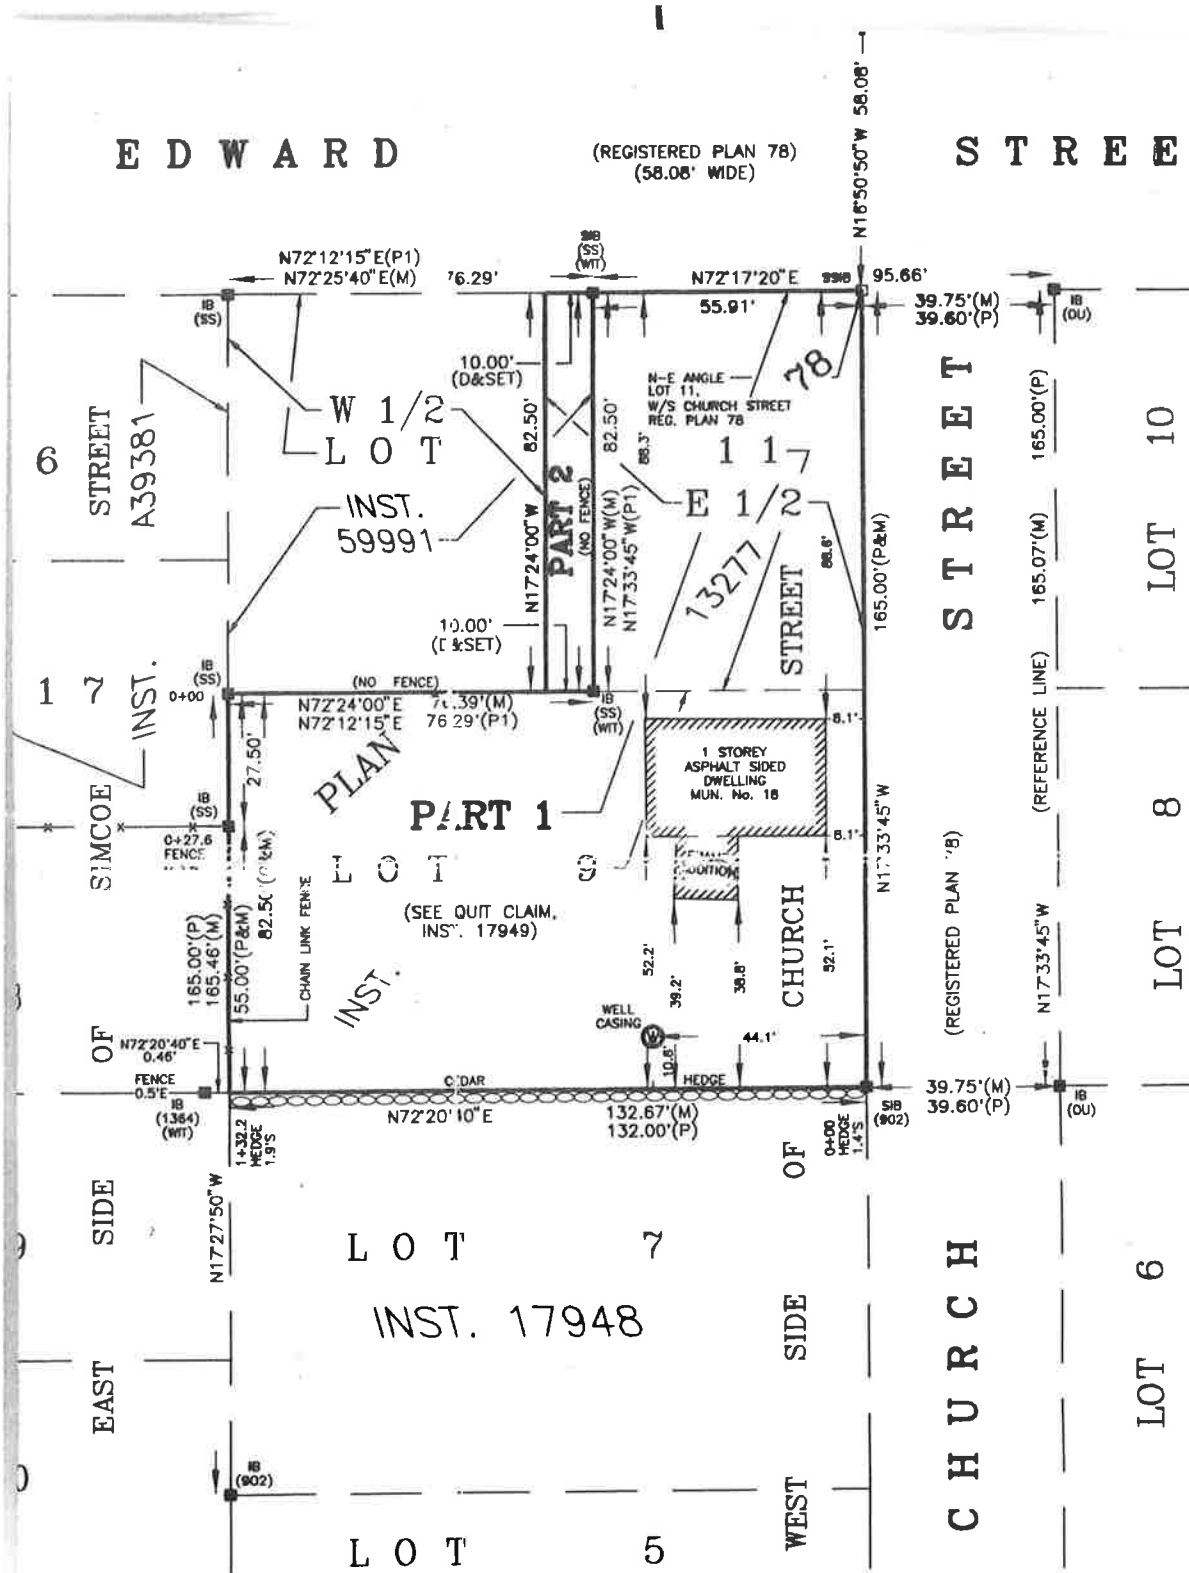 EDWARD
(REGISTERED PLAN 78)
(58.08' WIDE)
STREE
N16°50'50"W 58.08'
N72°12'15"E(P1)
N72°25'40"E(M)
76.29'
SIB
(SS)
(WIT)
N72°17'20"E
55.91'
SSIB
95.66'
39.75'(M)
39.60'(P)
IB
(OU)
IB
(SS)
10.00'
(D&SET)
N-E ANGLE
LOT 11,
W/S CHURCH STREET
REG. PLAN 78
78
W 1/2
LOT
INST.
59991
6
STREET
A39381
82.50'
N17°24'00"W
PART 2
(NO FENCE)
82.50'
N17°24'00"W(M)
N17°33'45"W(P1)
88.3'
11
E 1/2
13277
88.6'
STREET
165.00'(P&M)
STREET
165.00'(P)
165.07'(M)
(REFERENCE LINE)
10
LOT
10.00'
(D&SET)
17
INST.
IB
(SS)
0+00
(NO FENCE)
N72°24'00"E
.39'(M)
N72°12'15"E
76.29'(P1)
IB
(SS)
(WIT)
27.50'
PLAN
8.1'
1 STOREY
ASPHALT SIDED
DWELLING
MUN. No. 18
8.1'
PART 1
IB
(SS)
0+27.6
FENCE
SIMCOE
LOT 9
ADDITION
(SEE QUIT CLAIM,
INST. 17949)
INST.
165.00'(P)
165.46'(M)
55.00'(P&M)
82.50'(P&M)
CHAIN LINK FENCE
52.2'
39.2'
38.8'
52.1'
CHURCH
N17°33'45"W
(REGISTERED PLAN 78)
N17°33'45"W
8
LOT
WELL
CASING
W
44.1'
10.8'
OF
N72°20'40"E
0.46'
FENCE
0.5'E
IB
(1364)
(WIT)
CEDAR
HEDGE
N72°20'10"E
132.67'(M)
132.00'(P)
1+32.2
HEDGE
1.9'S
0+00
HEDGE
1.4'S
SIB
(902)
39.75'(M)
39.60'(P)
IB
(OU)
N17°27'50"W
SIDE
OF
LOT 7
INST. 17948
EAST
SIDE
CHURCH
6
LOT
IB
(902)
WEST
LOT 5